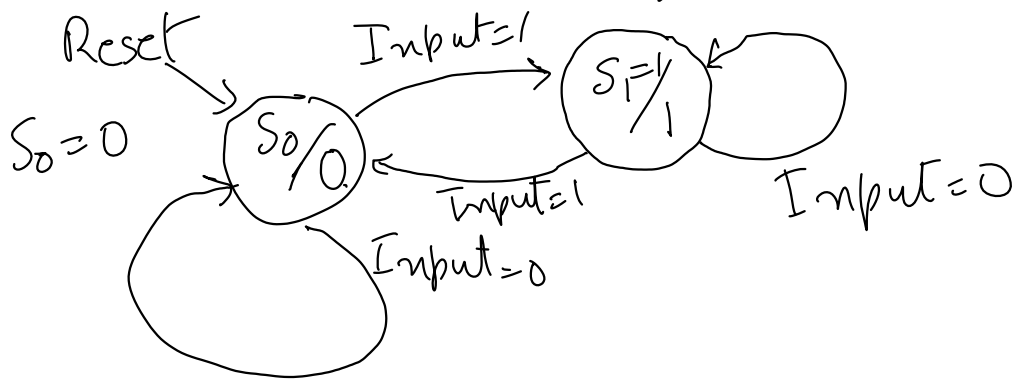 Reset
Input=1
S1=1/1
S0=0
S0/0
Input=1
Input=0
Input=0